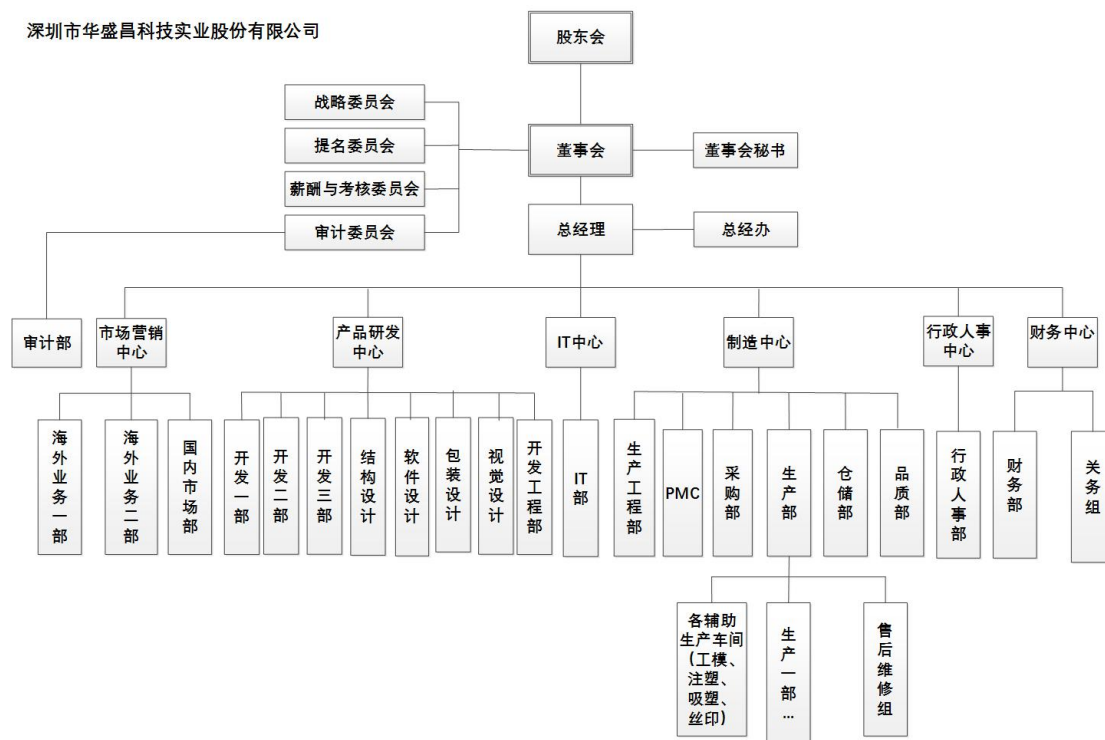 深圳市华盛昌科技实业股份有限公司
股东会
战略委员会
提名委员会
董事会
董事会秘书
薪酬与考核委员会
审计委员会
总经理
总经办
审计部
市场营销
中心
产品研发
中心
IT中心
制造中心
行政人事
中心
财务中心
海外业务一部
海外业务二部
国内市场部
开发一部
开发二部
开发三部
结构设计
软件设计
包装设计
视觉设计
开发工程部
IT
部
生产工程部
PMC
采购部
生产部
仓储部
品质部
行政人事部
财务部
关务组
各辅助
生产车间
(工模、
注塑、
吸塑、
丝印)
生产一部...
售后维修组